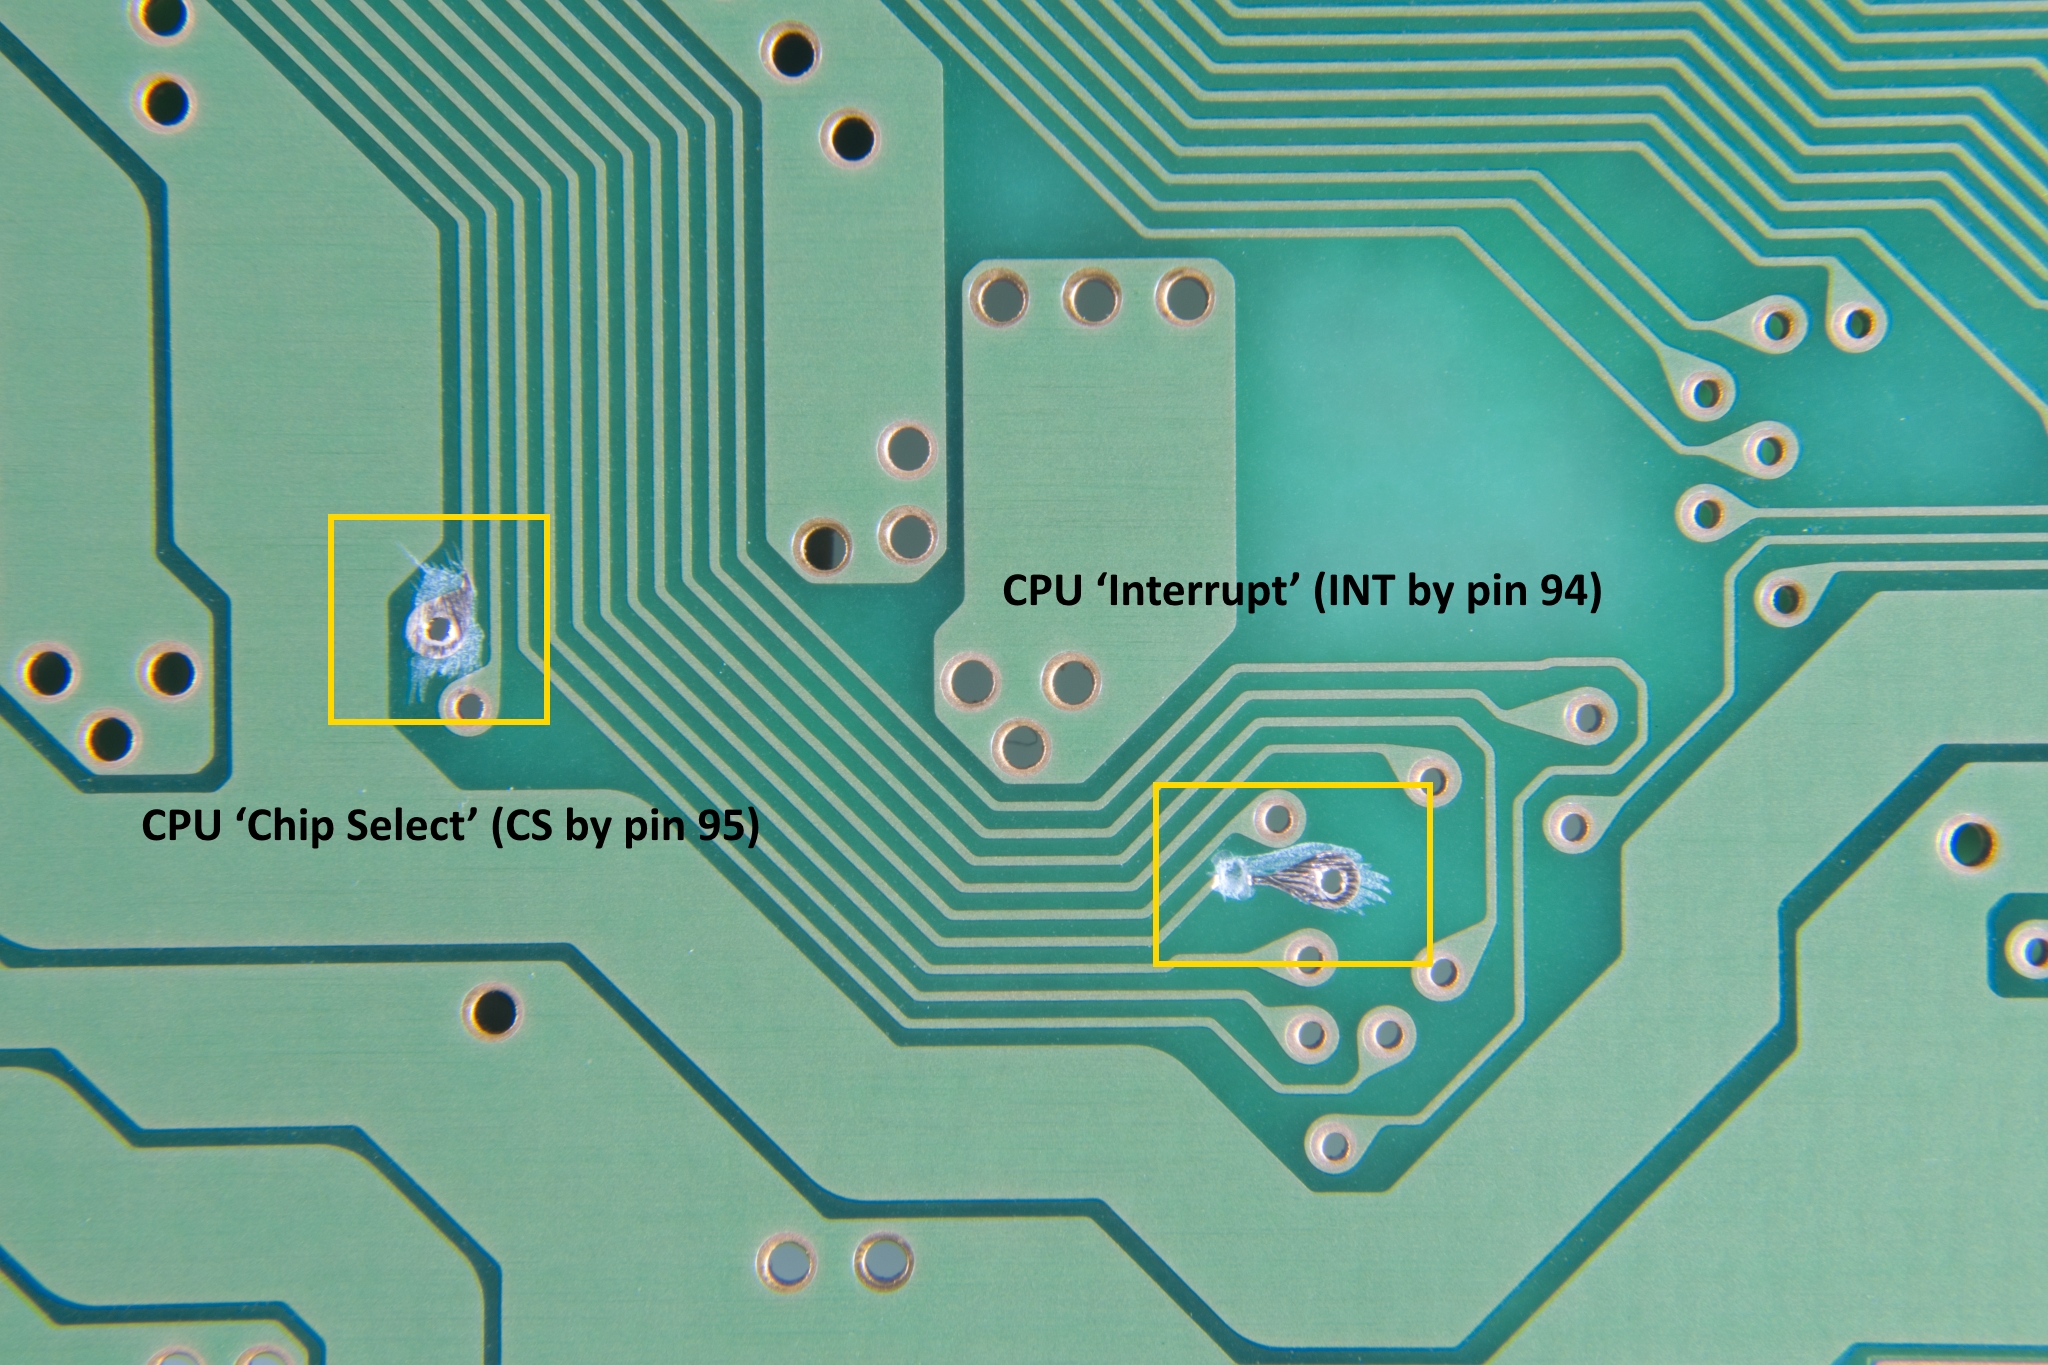 CPU ‘Interrupt’ (INT by pin 94)
CPU ‘Chip Select’ (CS by pin 95)